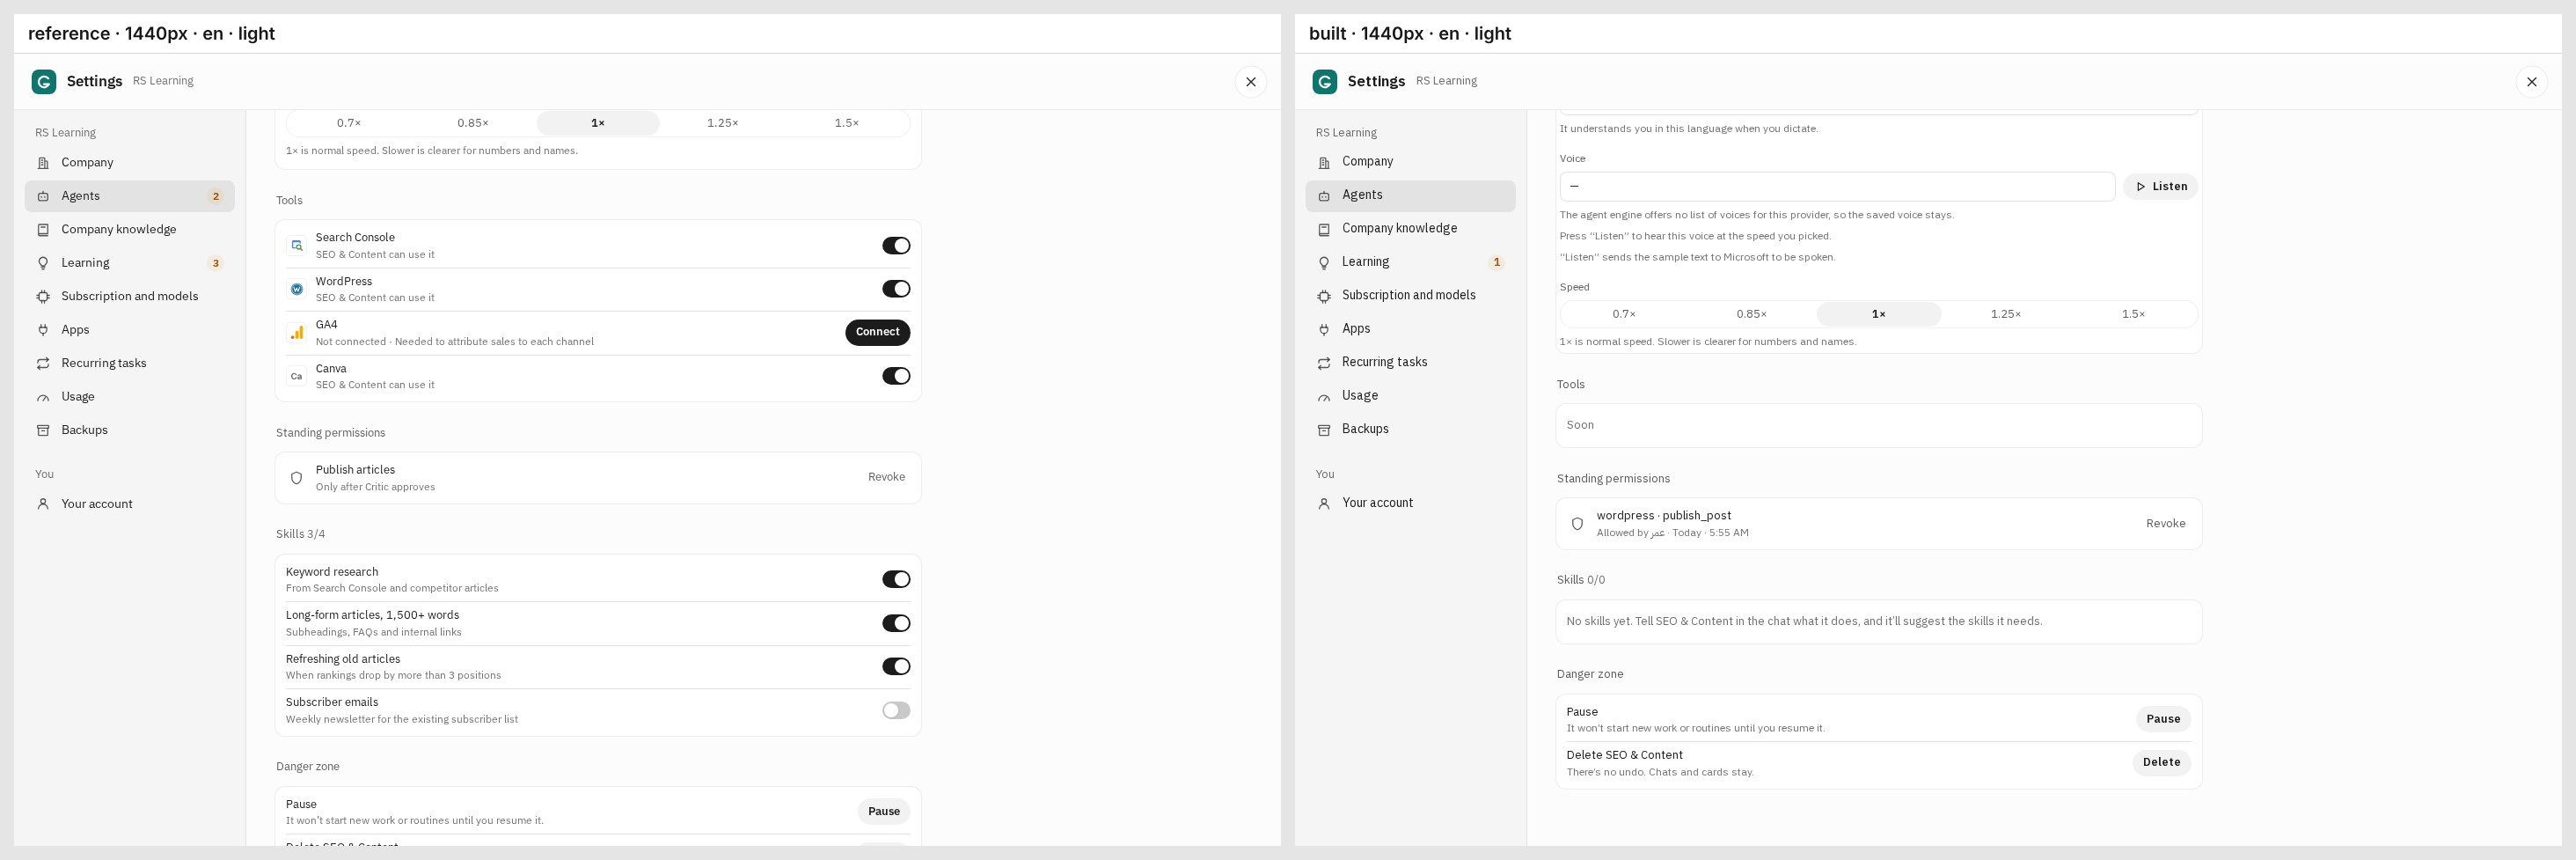 reference · 1440px · en · light
Settings RS Learning
RS Learning
Company
Agents 2
Company knowledge
Learning 3
Subscription and models
Apps
Recurring tasks
Usage
Backups
You
Your account
0.7× 0.85× 1× 1.25× 1.5×
1× is normal speed. Slower is clearer for numbers and names.
Tools
Search Console
SEO & Content can use it
WordPress
SEO & Content can use it
GA4
Not connected · Needed to attribute sales to each channel
Connect
Ca
Canva
SEO & Content can use it
Standing permissions
Publish articles
Only after Critic approves
Revoke
Skills 3/4
Keyword research
From Search Console and competitor articles
Long-form articles, 1,500+ words
Subheadings, FAQs and internal links
Refreshing old articles
When rankings drop by more than 3 positions
Subscriber emails
Weekly newsletter for the existing subscriber list
Danger zone
Pause
It won't start new work or routines until you resume it.
Pause
built · 1440px · en · light
Settings RS Learning
RS Learning
Company
Agents
Company knowledge
Learning 1
Subscription and models
Apps
Recurring tasks
Usage
Backups
You
Your account
It understands you in this language when you dictate.
Voice
—
Listen
The agent engine offers no list of voices for this provider, so the saved voice stays.
Press "Listen" to hear this voice at the speed you picked.
"Listen" sends the sample text to Microsoft to be spoken.
Speed
0.7× 0.85× 1× 1.25× 1.5×
1× is normal speed. Slower is clearer for numbers and names.
Tools
Soon
Standing permissions
wordpress · publish_post
Allowed by عمر · Today · 5:55 AM
Revoke
Skills 0/0
No skills yet. Tell SEO & Content in the chat what it does, and it'll suggest the skills it needs.
Danger zone
Pause
It won't start new work or routines until you resume it.
Pause
Delete SEO & Content
There's no undo. Chats and cards stay.
Delete